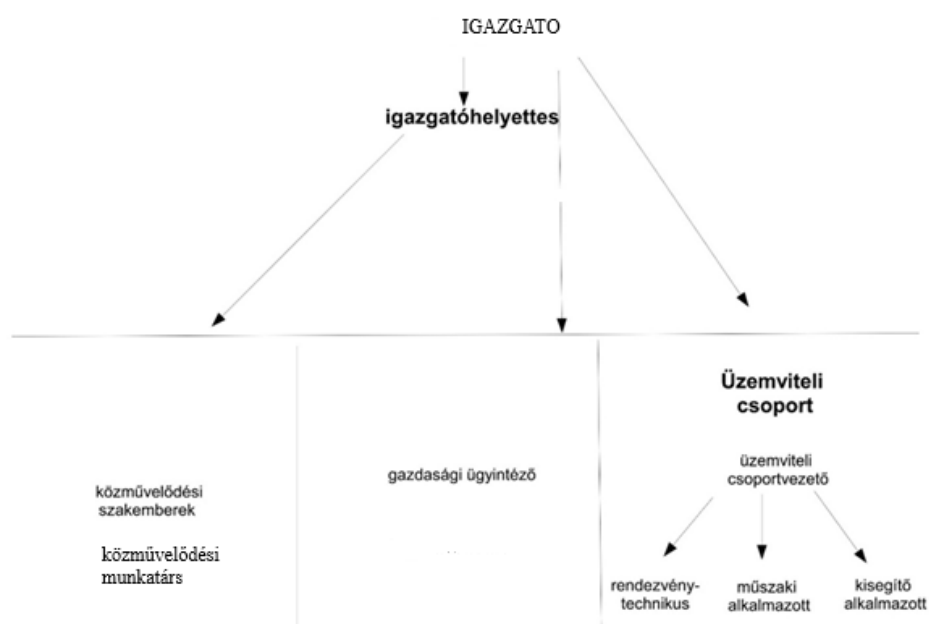 IGAZGATO
igazgatóhelyettes
közművelődési
szakemberek
közművelődési
munkatárs
gazdasági ügyintéző
Üzemviteli
csoport
üzemviteli
csoportvezető
rendezvény-
technikus
műszaki
alkalmazott
kisegítő
alkalmazott